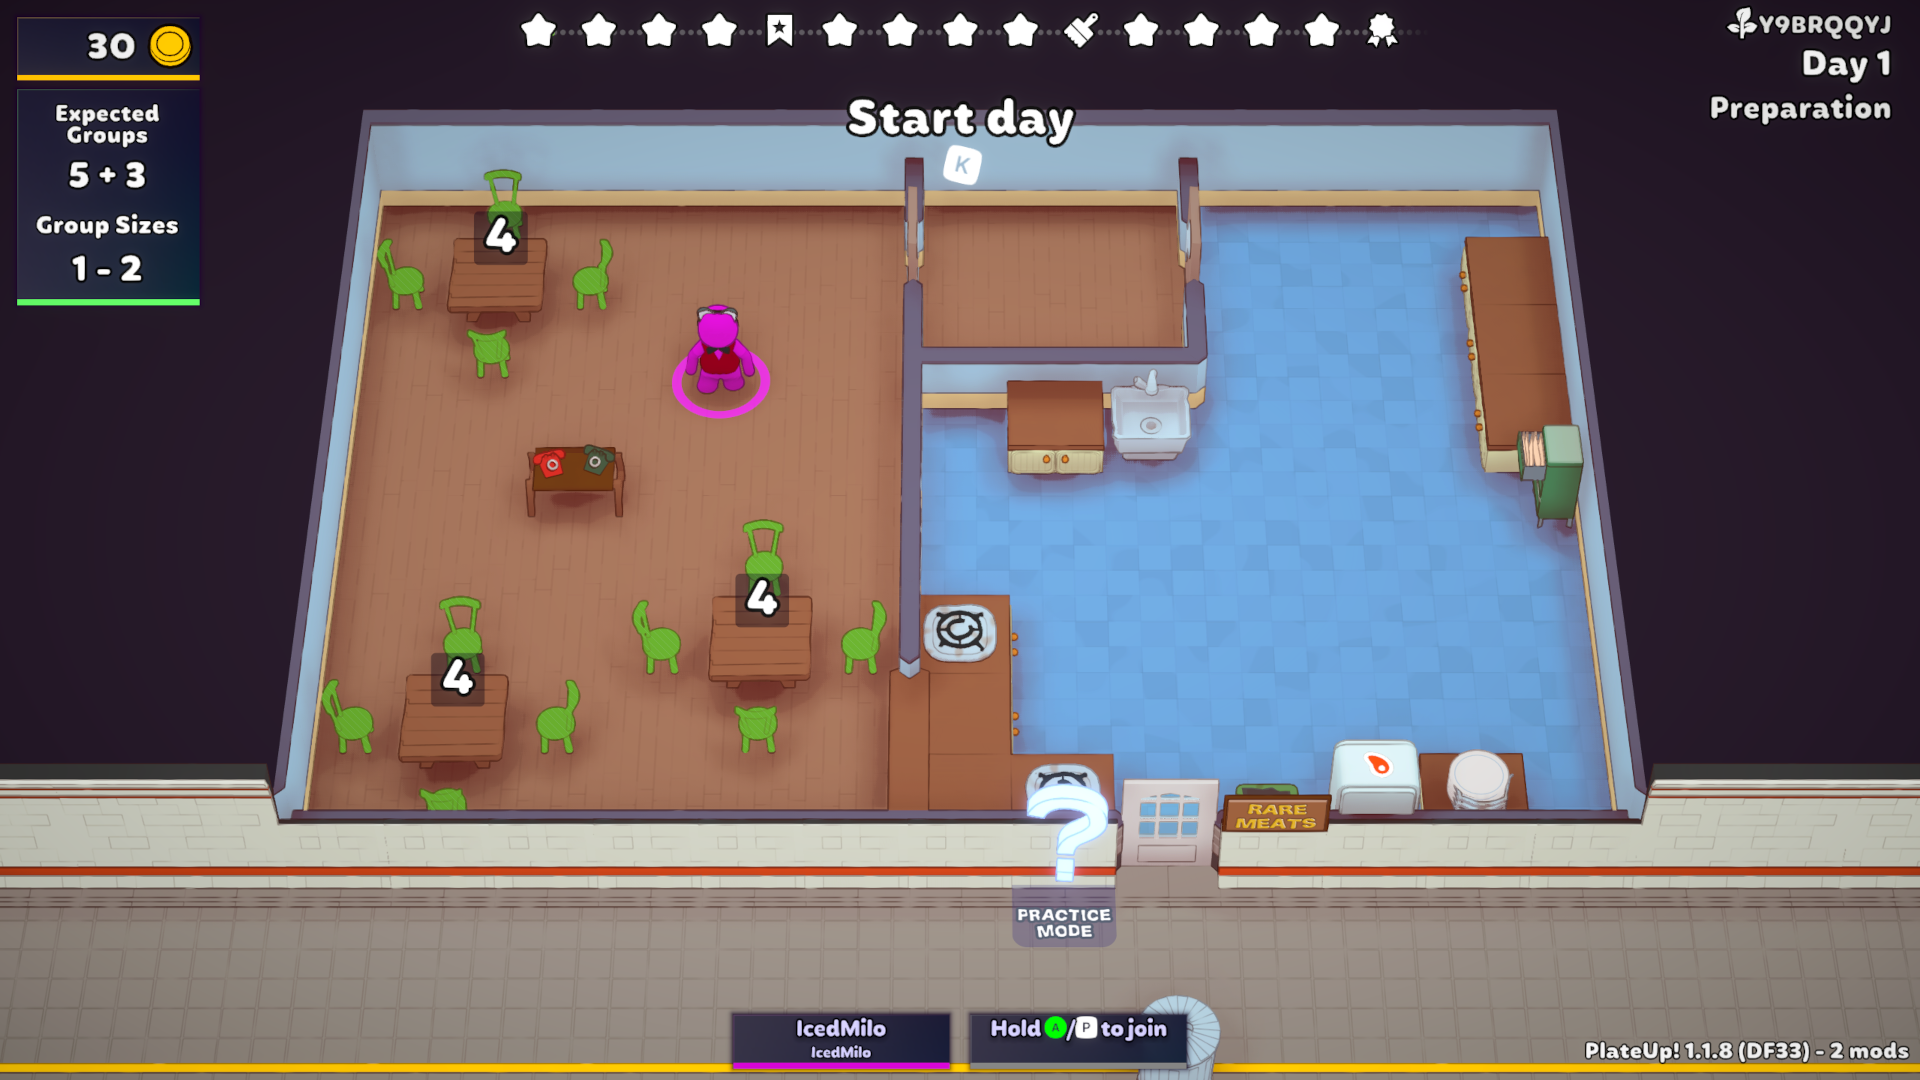 30
Expected
Groups
5 + 3
Group Sizes
1 - 2
Y9BRQQYJ
Day 1
Preparation
Start day
K
4
4
4
RARE
MEATS
PRACTICE
MODE
IcedMilo
IcedMilo
Hold A/P to join
PlateUp! 1.1.8 (DF33) - 2 mods